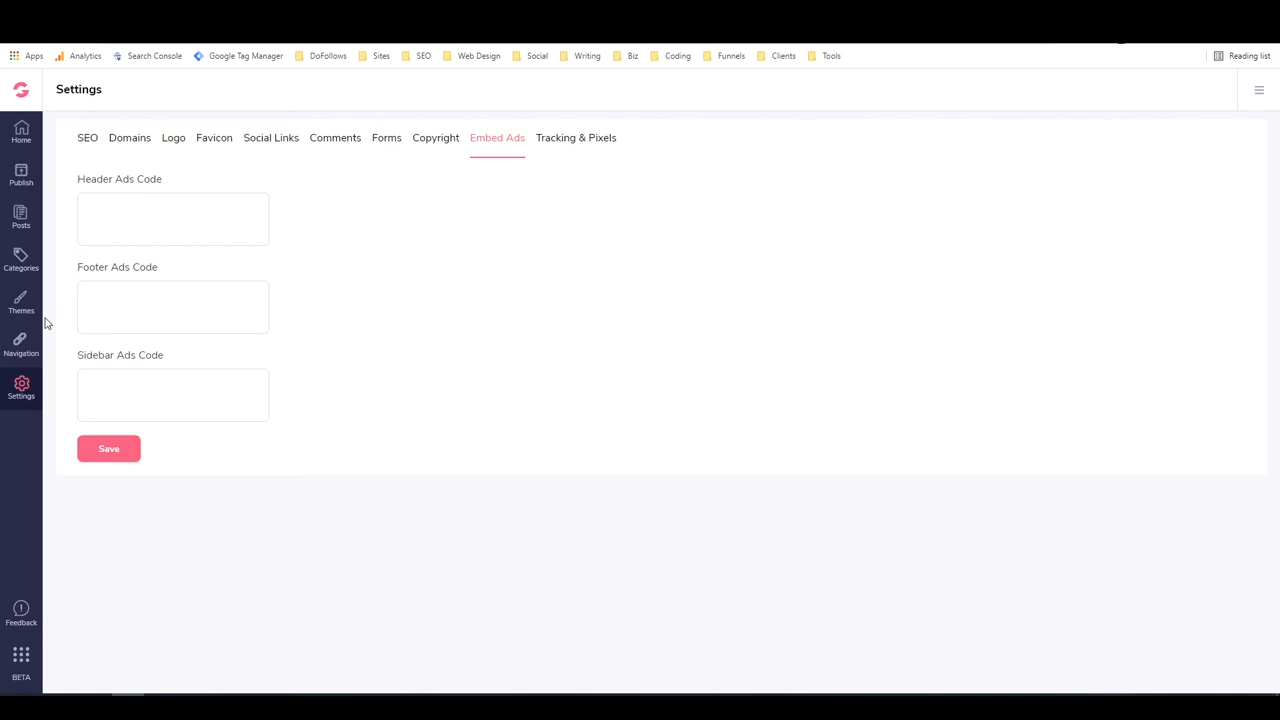 Apps Analytics Search Console Google Tag Manager DoFollows Sites SEO Web Design Social Writing Biz Coding Funnels Clients Tools Reading list
Settings
Home
Publish
Posts
Categories
Themes
Navigation
Settings
Feedback
BETA
SEO Domains Logo Favicon Social Links Comments Forms Copyright Embed Ads Tracking & Pixels
Header Ads Code
Footer Ads Code
Sidebar Ads Code
Save